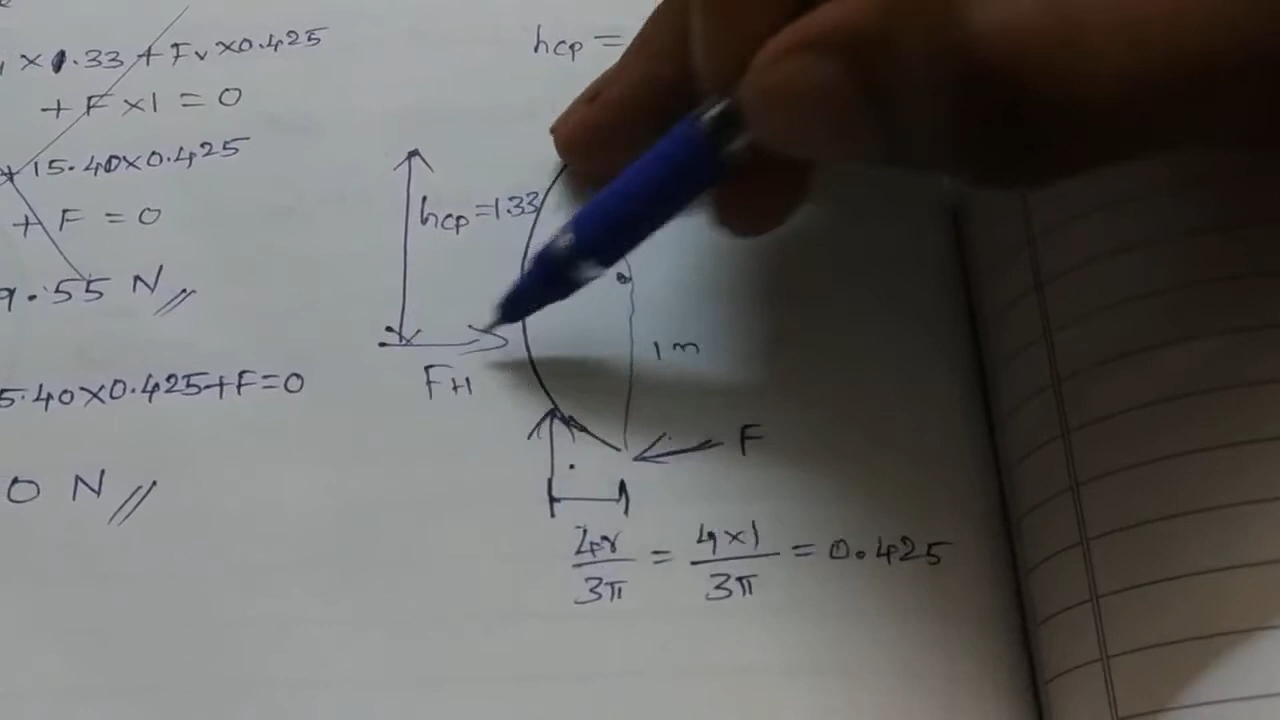 × 0.33 + Fv × 0.425
+ F × 1 = 0
+ 15.40 × 0.425
+ F = 0
9.55 N //
5.40 × 0.425 + F = 0
0 N //
hcp =
hcp = 1.33
1 m
FH
F
4r/3π = 4×1/3π = 0.425